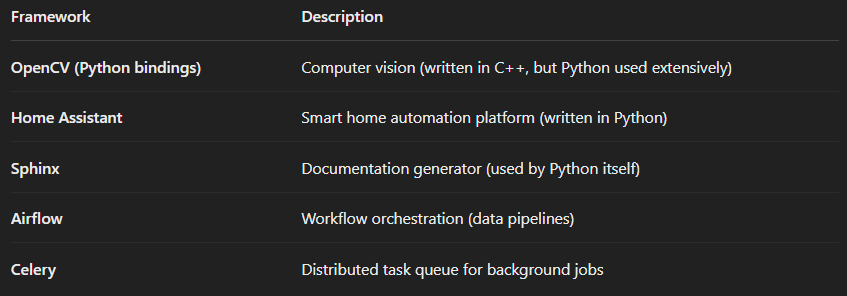 Framework Description
OpenCV (Python bindings) Computer vision (written in C++, but Python used extensively)
Home Assistant Smart home automation platform (written in Python)
Sphinx Documentation generator (used by Python itself)
Airflow Workflow orchestration (data pipelines)
Celery Distributed task queue for background jobs